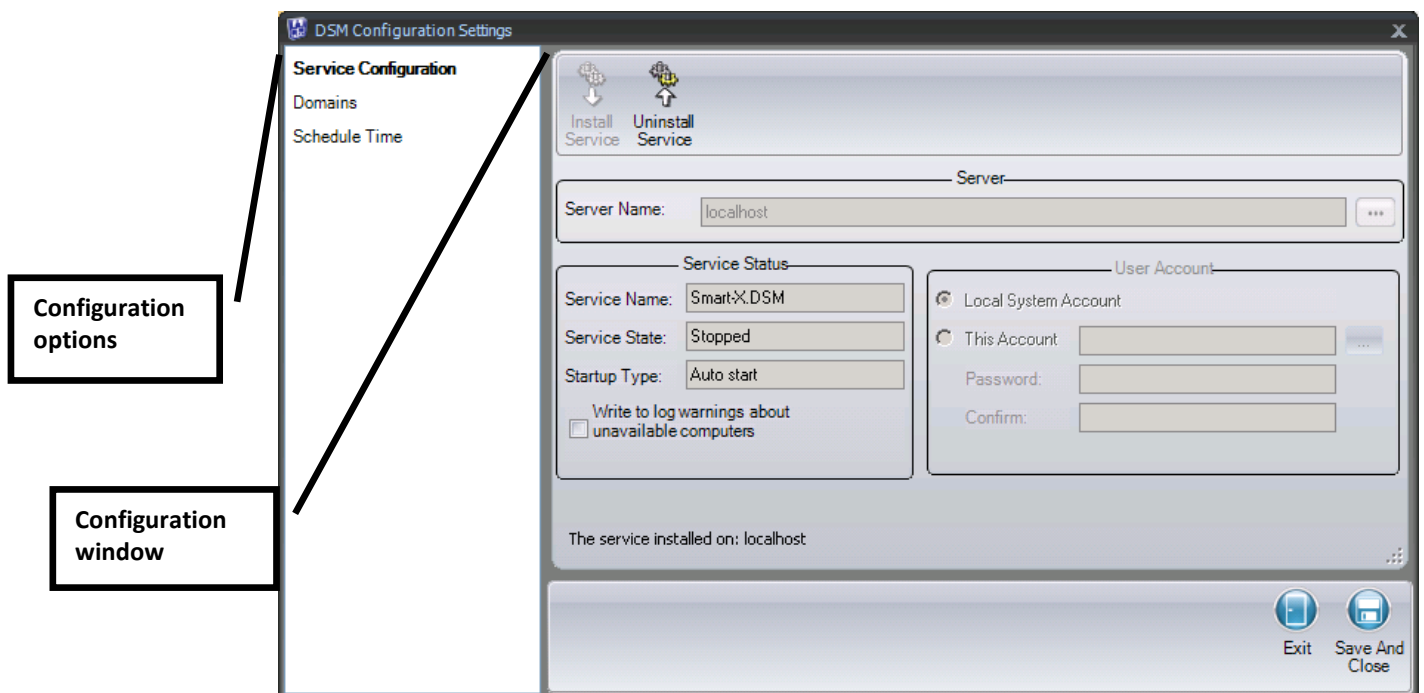 DSM Configuration Settings
X
Service Configuration
Domains
Schedule Time
Install
Service
Uninstall
Service
Server
Server Name:
localhost
...
Service Status
Service Name:
Smart-X.DSM
Service State:
Stopped
Startup Type:
Auto start
Write to log warnings about
unavailable computers
User Account
Local System Account
This Account
...
Password:
Confirm:
The service installed on: localhost
Exit
Save And
Close
Configuration
options
Configuration
window